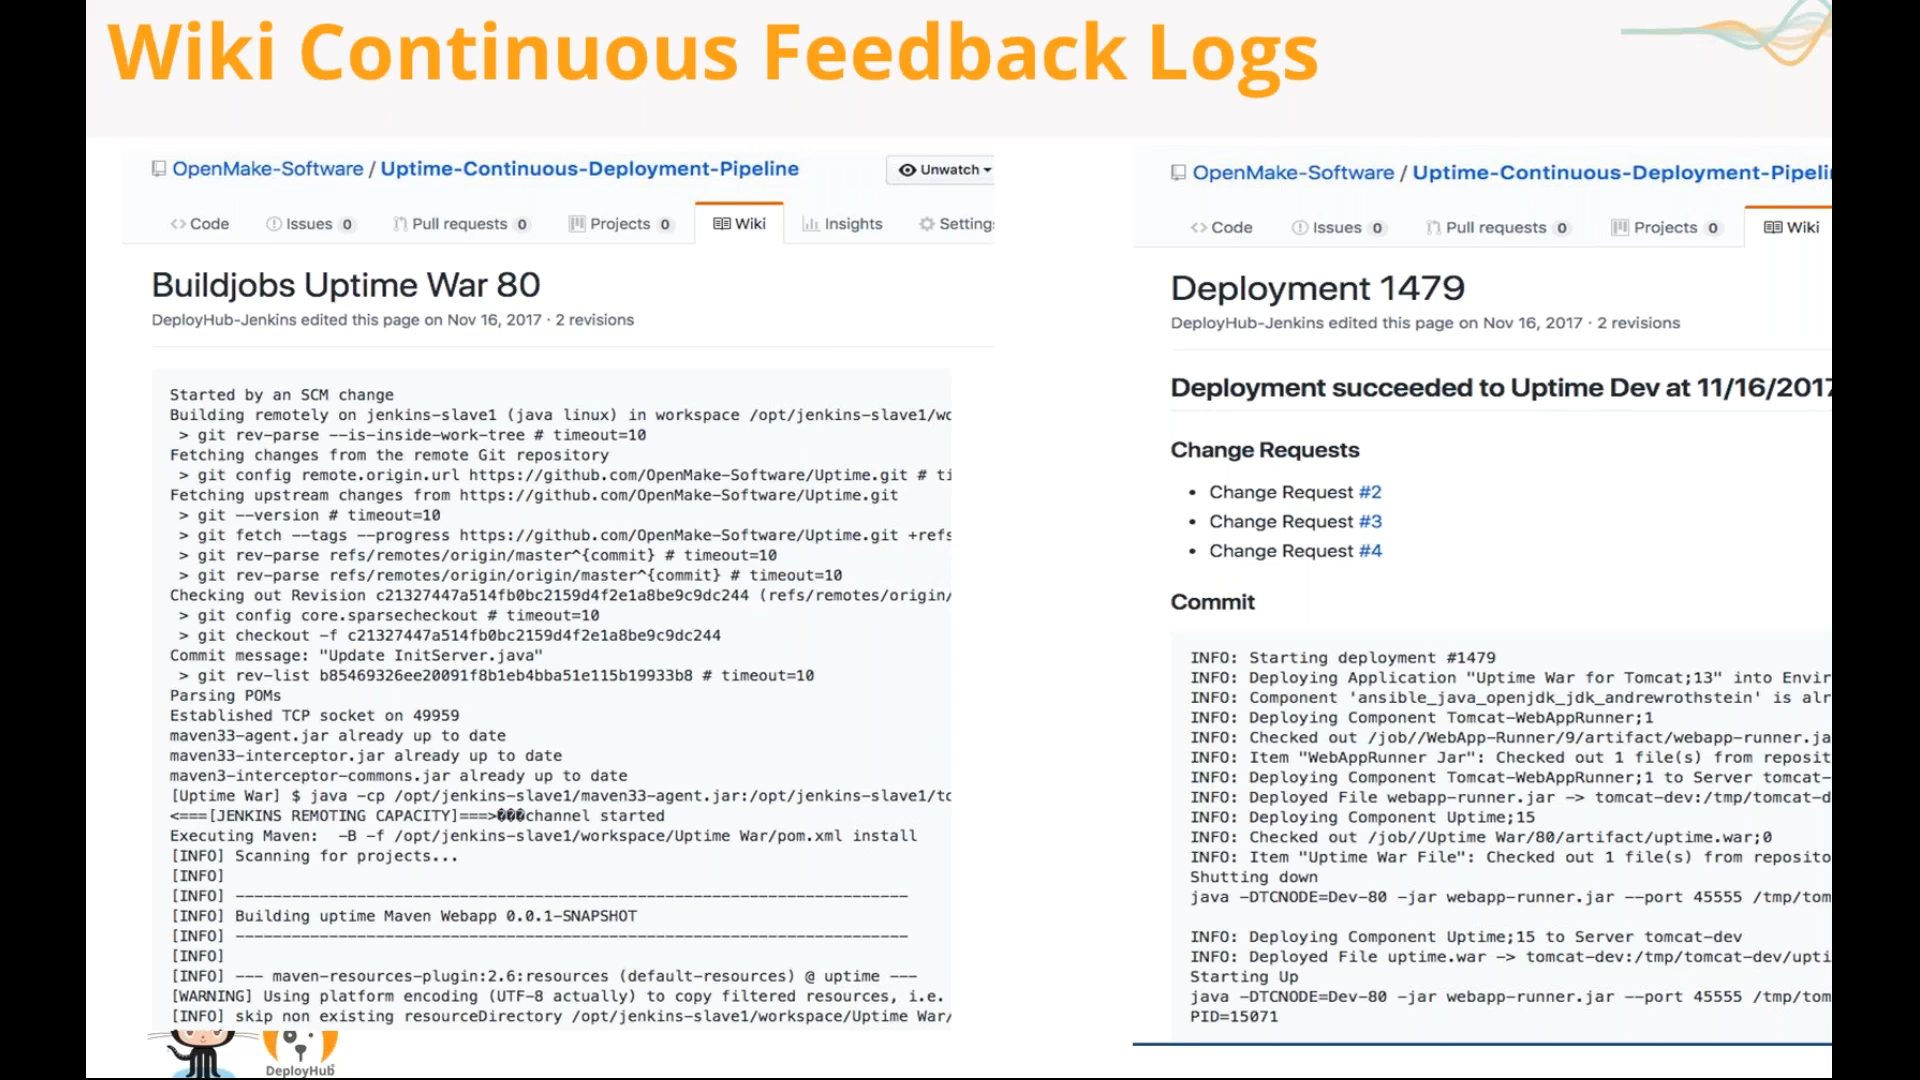 Wiki Continuous Feedback Logs
OpenMake-Software / Uptime-Continuous-Deployment-Pipeline
Unwatch
Code Issues 0 Pull requests 0 Projects 0 Wiki Insights Settings
Buildjobs Uptime War 80
DeployHub-Jenkins edited this page on Nov 16, 2017 · 2 revisions
Started by an SCM change
Building remotely on jenkins-slave1 (java linux) in workspace /opt/jenkins-slave1/wo
> git rev-parse --is-inside-work-tree # timeout=10
Fetching changes from the remote Git repository
> git config remote.origin.url https://github.com/OpenMake-Software/Uptime.git # ti
Fetching upstream changes from https://github.com/OpenMake-Software/Uptime.git
> git --version # timeout=10
> git fetch --tags --progress https://github.com/OpenMake-Software/Uptime.git +refs
> git rev-parse refs/remotes/origin/master^{commit} # timeout=10
> git rev-parse refs/remotes/origin/origin/master^{commit} # timeout=10
Checking out Revision c21327447a514fb0bc2159d4f2e1a8be9c9dc244 (refs/remotes/origin/
> git config core.sparsecheckout # timeout=10
> git checkout -f c21327447a514fb0bc2159d4f2e1a8be9c9dc244
Commit message: "Update InitServer.java"
> git rev-list b85469326ee20091f8b1eb4bba51e115b19933b8 # timeout=10
Parsing POMs
Established TCP socket on 49959
maven33-agent.jar already up to date
maven33-interceptor.jar already up to date
maven3-interceptor-commons.jar already up to date
[Uptime War] $ java -cp /opt/jenkins-slave1/maven33-agent.jar:/opt/jenkins-slave1/to
<===[JENKINS REMOTING CAPACITY]===>���channel started
Executing Maven: -B -f /opt/jenkins-slave1/workspace/Uptime War/pom.xml install
[INFO] Scanning for projects...
[INFO]
[INFO] ------------------------------------------------------------------------
[INFO] Building uptime Maven Webapp 0.0.1-SNAPSHOT
[INFO] ------------------------------------------------------------------------
[INFO]
[INFO] --- maven-resources-plugin:2.6:resources (default-resources) @ uptime ---
[WARNING] Using platform encoding (UTF-8 actually) to copy filtered resources, i.e.
[INFO] skip non existing resourceDirectory /opt/jenkins-slave1/workspace/Uptime War/
DeployHub
OpenMake-Software / Uptime-Continuous-Deployment-Pipeli
Code Issues 0 Pull requests 0 Projects 0 Wiki
Deployment 1479
DeployHub-Jenkins edited this page on Nov 16, 2017 · 2 revisions
Deployment succeeded to Uptime Dev at 11/16/2017
Change Requests
• Change Request #2
• Change Request #3
• Change Request #4
Commit
INFO: Starting deployment #1479
INFO: Deploying Application "Uptime War for Tomcat;13" into Envir
INFO: Component 'ansible_java_openjdk_jdk_andrewrothstein' is alr
INFO: Deploying Component Tomcat-WebAppRunner;1
INFO: Checked out /job//WebApp-Runner/9/artifact/webapp-runner.ja
INFO: Item "WebAppRunner Jar": Checked out 1 file(s) from reposit
INFO: Deploying Component Tomcat-WebAppRunner;1 to Server tomcat-
INFO: Deployed File webapp-runner.jar -> tomcat-dev:/tmp/tomcat-d
INFO: Deploying Component Uptime;15
INFO: Checked out /job//Uptime War/80/artifact/uptime.war;0
INFO: Item "Uptime War File": Checked out 1 file(s) from reposito
Shutting down
java -DTCNODE=Dev-80 -jar webapp-runner.jar --port 45555 /tmp/tom
INFO: Deploying Component Uptime;15 to Server tomcat-dev
INFO: Deployed File uptime.war -> tomcat-dev:/tmp/tomcat-dev/upti
Starting Up
java -DTCNODE=Dev-80 -jar webapp-runner.jar --port 45555 /tmp/tom
PID=15071